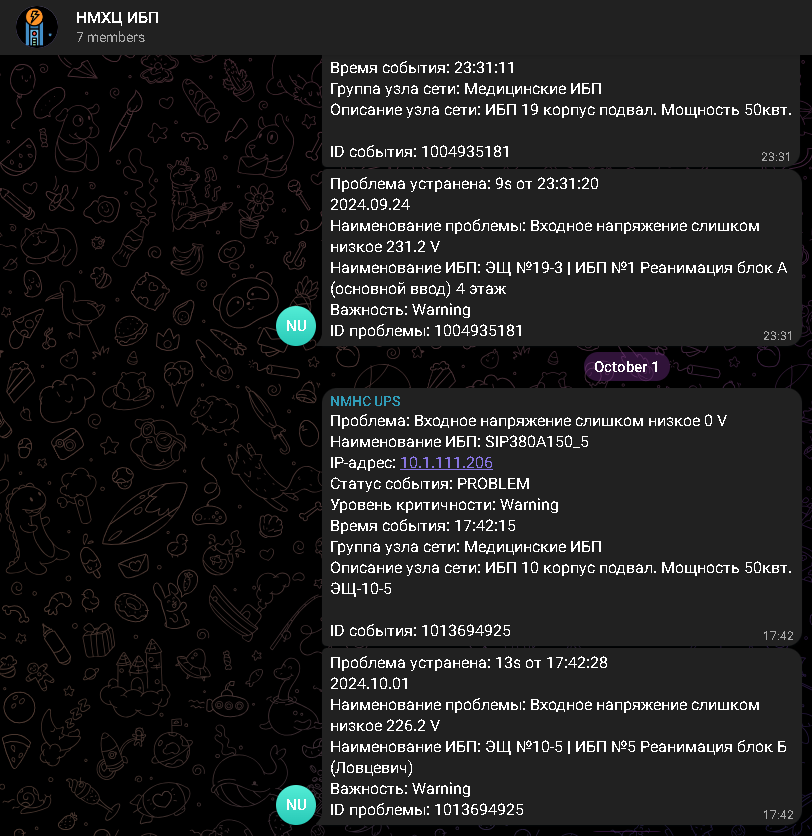 НМХЦ ИБП
7 members
Время события: 23:31:11
Группа узла сети: Медицинские ИБП
Описание узла сети: ИБП 19 корпус подвал. Мощность 50квт.
ID события: 1004935181
23:31
Проблема устранена: 9s от 23:31:20
2024.09.24
Наименование проблемы: Входное напряжение слишком
низкое 231.2 V
Наименование ИБП: ЭЩ №19-3 | ИБП №1 Реанимация блок А
(основной ввод) 4 этаж
Важность: Warning
ID проблемы: 1004935181
NU
23:31
October 1
NMHC UPS
Проблема: Входное напряжение слишком низкое 0 V
Наименование ИБП: SIP380A150_5
IP-адрес: 10.1.111.206
Статус события: PROBLEM
Уровень критичности: Warning
Время события: 17:42:15
Группа узла сети: Медицинские ИБП
Описание узла сети: ИБП 10 корпус подвал. Мощность 50квт.
ЭЩ-10-5
ID события: 1013694925
17:42
Проблема устранена: 13s от 17:42:28
2024.10.01
Наименование проблемы: Входное напряжение слишком
низкое 226.2 V
Наименование ИБП: ЭЩ №10-5 | ИБП №5 Реанимация блок Б
(Ловцевич)
Важность: Warning
ID проблемы: 1013694925
NU
17:42